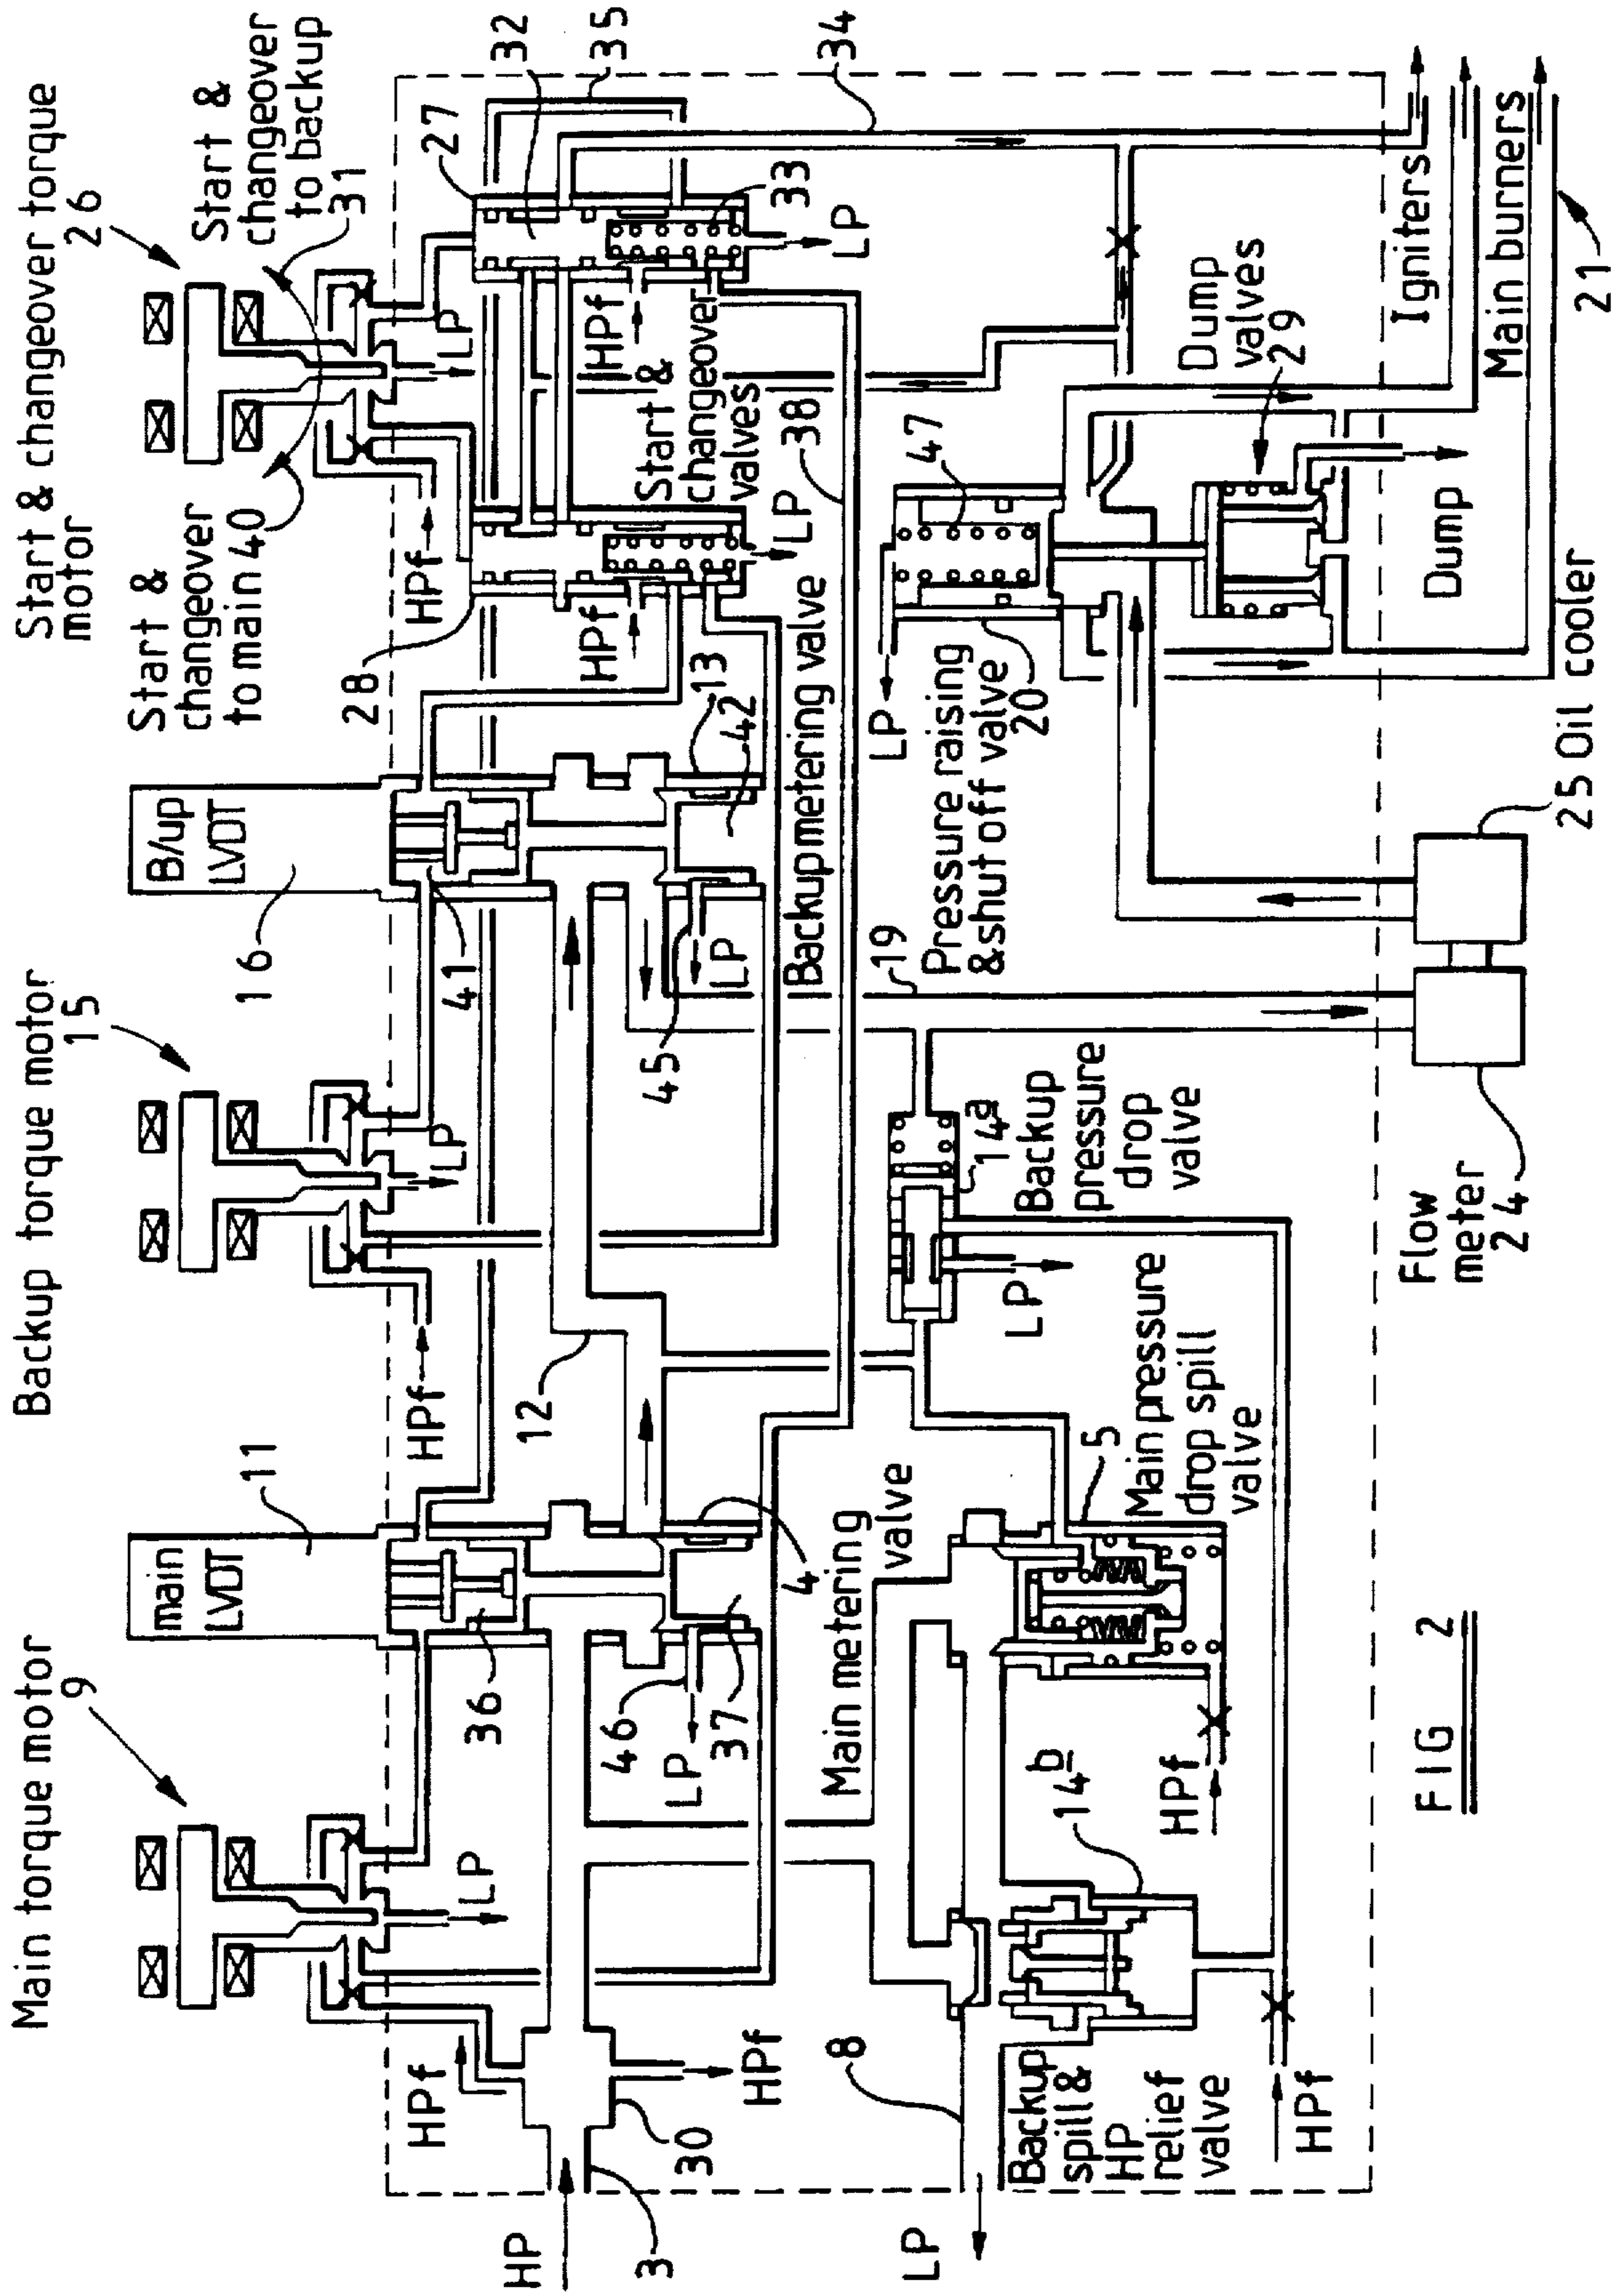 Main torque motor
9
Backup torque motor
15
Start & changeover torque
motor
26
Start &
changeover
to main 40
Start &
changeover
to backup
31
main
LVDT
11
B/up
LVDT
16
HPf
LP
HPf
LP
HPf
LP
28
27
32
35
34
33
36
41
12
13
42
HP
3
30
HPf
46
LP
37
4
Main metering
valve
45
LP
Backup metering valve
38
HPf
LP
HPf
LP
Start &
changeover
valves
8
LP
Backup
spill &
HP
relief
valve
14b
HPf
HPf
5
Main pressure
drop spill
valve
14a
Backup
pressure
drop
valve
LP
19
LP
Pressure raising
& shut off valve
20
47
Dump
valves
29
Dump
Igniters
Main burners
21
Flow
meter
24
25 Oil cooler
FIG 2